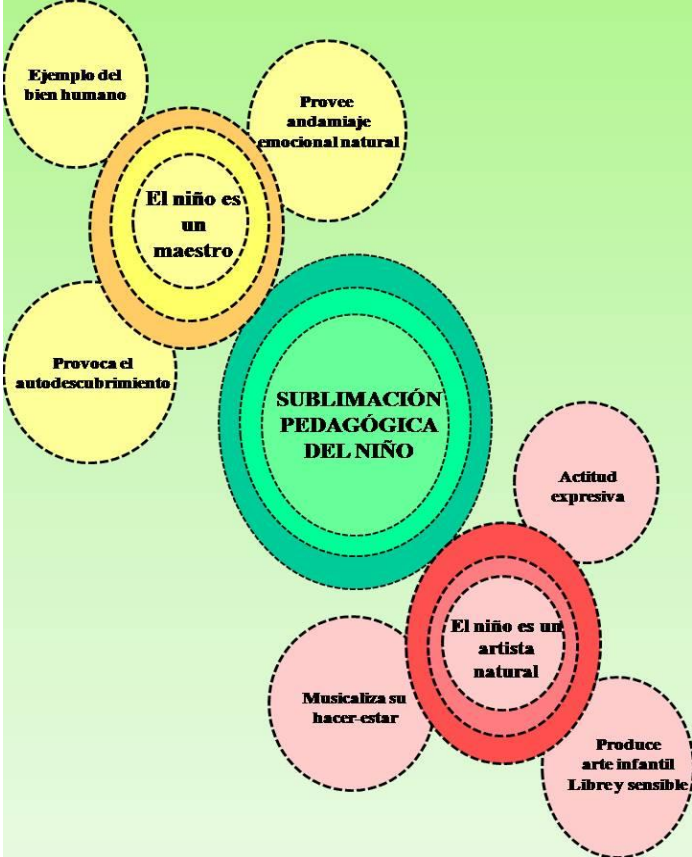 Ejemplo del
bien humano
Provee
andamiaje
emocional natural
El niño es
un
maestro
Provoca el
autodescubrimiento
SUBLIMACIÓN
PEDAGÓGICA
DEL NIÑO
Actitud
expresiva
El niño es un
artista
natural
Musicaliza su
hacer-estar
Produce
arte infantil
Libre y sensible